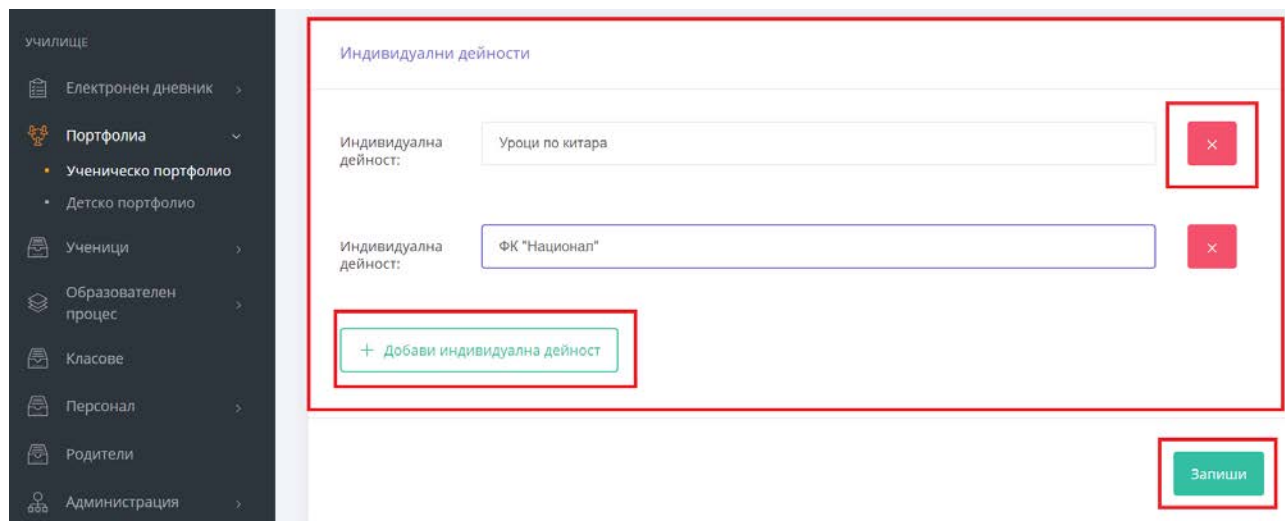 УЧИЛИЩЕ
Електронен дневник
Портфолиа
Ученическо портфолио
Детско портфолио
Ученици
Образователен
процес
Класове
Персонал
Родители
Администрация
Индивидуални дейности
Индивидуална
дейност:
Уроци по китара
Индивидуална
дейност:
ФК "Национал"
+ Добави индивидуална дейност
Запиши